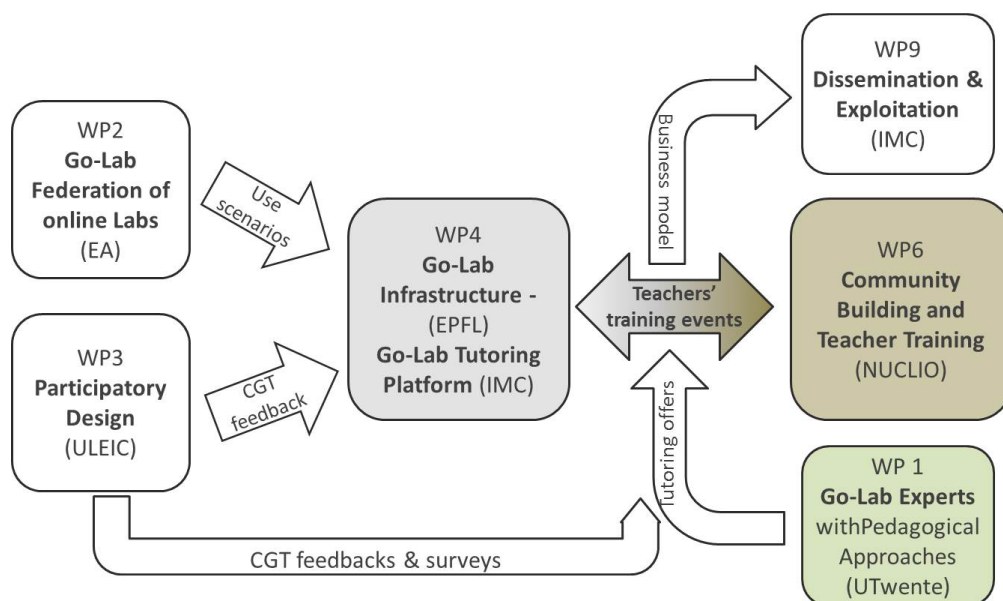 WP2
Go-Lab
Federation of
online Labs
(EA)
Use
scenarios
WP3
Participatory
Design
(ULEIC)
CGT
feedback
WP4
Go-Lab
Infrastructure -
(EPFL)
Go-Lab Tutoring
Platform (IMC)
Teachers’
training events
Business model
WP9
Dissemination &
Exploitation
(IMC)
WP6
Community
Building and
Teacher Training
(NUCLIO)
Tutoring offers
WP 1
Go-Lab Experts
withPedagogical
Approaches
(UTwente)
CGT feedbacks & surveys